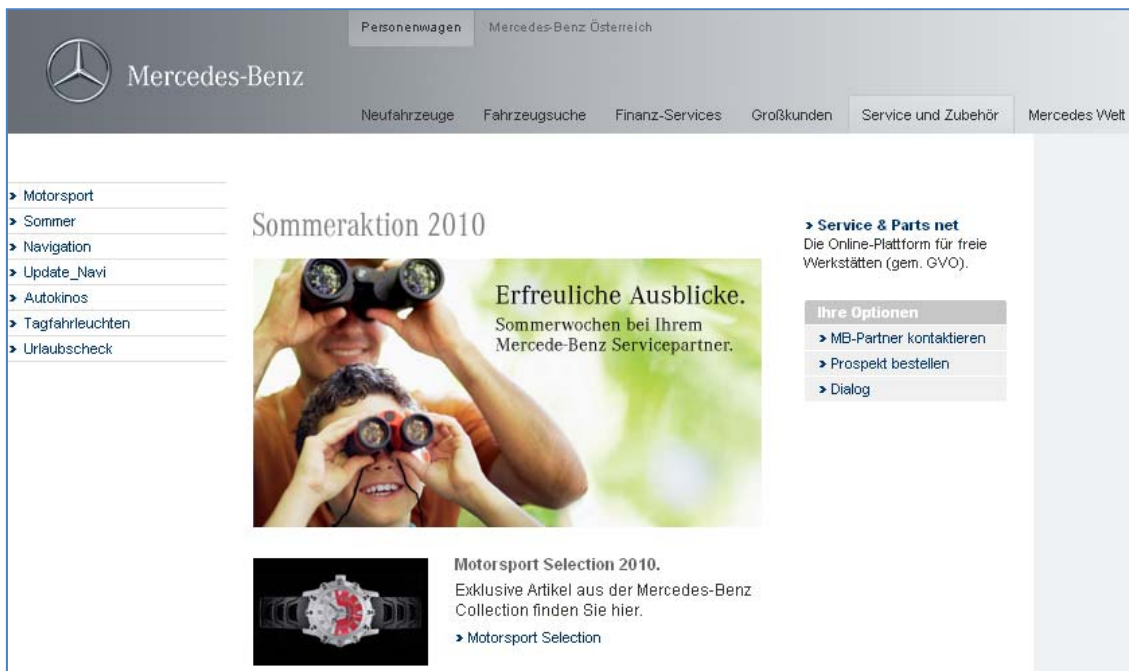 Personenwagen Mercedes-Benz Österreich
Mercedes-Benz
Neufahrzeuge Fahrzeugsuche Finanz-Services Großkunden Service und Zubehör Mercedes Welt
Motorsport
Sommer
Navigation
Update_Navi
Autokinos
Tagfahrleuchten
Urlaubscheck
Sommeraktion 2010
Erfreuliche Ausblicke.
Sommerwochen bei Ihrem
Mercede-Benz Servicepartner.
Motorsport Selection 2010.
Exklusive Artikel aus der Mercedes-Benz
Collection finden Sie hier.
Motorsport Selection
Service & Parts net
Die Online-Plattform für freie
Werkstätten (gem. GVO).
Ihre Optionen
MB-Partner kontaktieren
Prospekt bestellen
Dialog